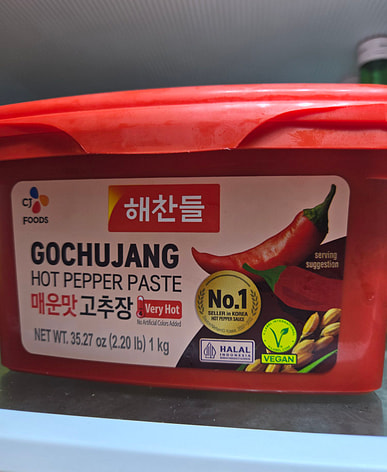 해찬들
CJ
FOODS
GOCHUJANG
HOT PEPPER PASTE
매운맛 고추장
Very Hot
No Artificial Colors Added
NET WT. 35.27 oz (2.20 lb) 1 kg
serving
suggestion
No.1
SELLER in KOREA
HOT PEPPER SAUCE
HALAL
INDONESIA
VEGAN